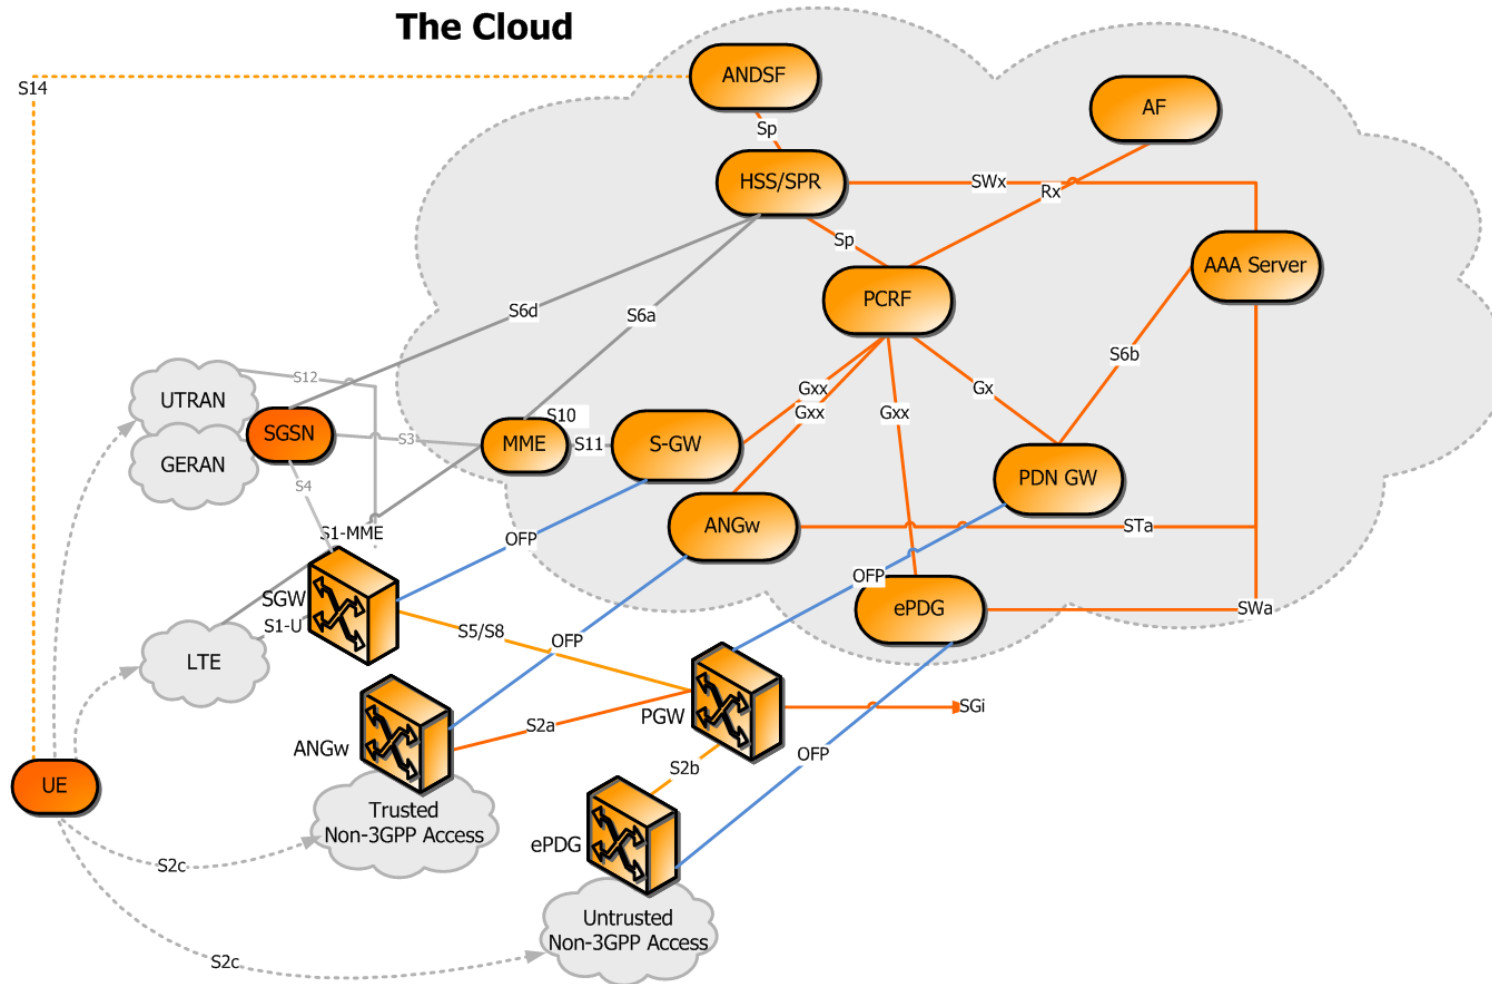 The Cloud
ANDSF
S14
AF
Sp
HSS/SPR
SWx
Rx
Sp
AAA Server
PCRF
S6d
S6a
S6b
S12
Gxx
Gx
UTRAN
Gxx
Gxx
S10
SGSN
S3
MME
S11
S-GW
GERAN
PDN GW
S4
ANGw
STa
S1-MME
OFP
OFP
SGW
ePDG
SWa
S1-U
S5/S8
OFP
LTE
SGi
PGW
S2a
ANGw
OFP
S2b
UE
Trusted
Non-3GPP Access
ePDG
S2c
Untrusted
Non-3GPP Access
S2c